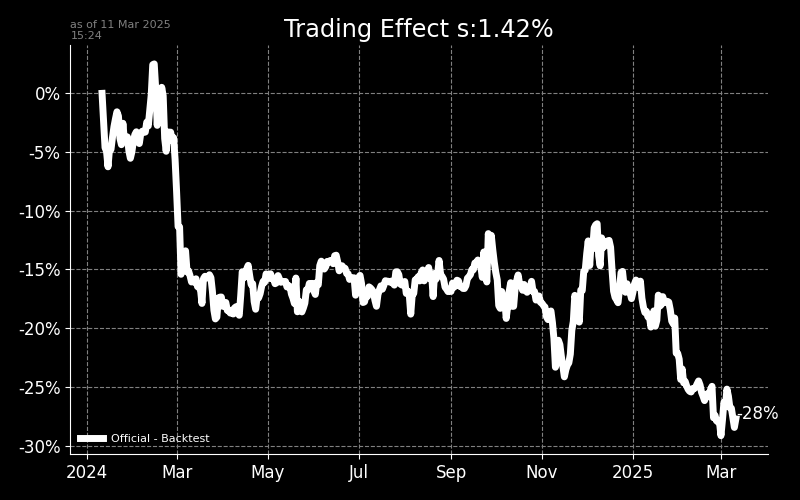 as of 11 Mar 2025
15:24
Trading Effect s:1.42%
0%
-5%
-10%
-15%
-20%
-25%
-30%
-28%
Official - Backtest
2024 Mar May Jul Sep Nov 2025 Mar